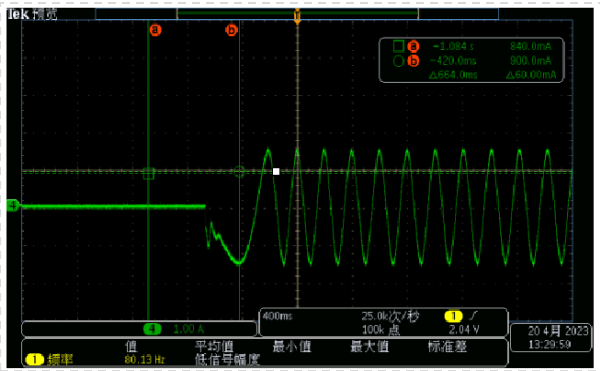 Tek 预览
T
a b
a -1.084 s 840.0mA
b -420.0ms 900.0mA
△664.0ms △60.00mA
4
400ms 25.0k次/秒 1 ∫
100k 点 2.04 V
4 1.00 A
20 4月 2023
13:29:59
值 平均值 最小值 最大值 标准差
1 频率 80.13 Hz 低信号幅度